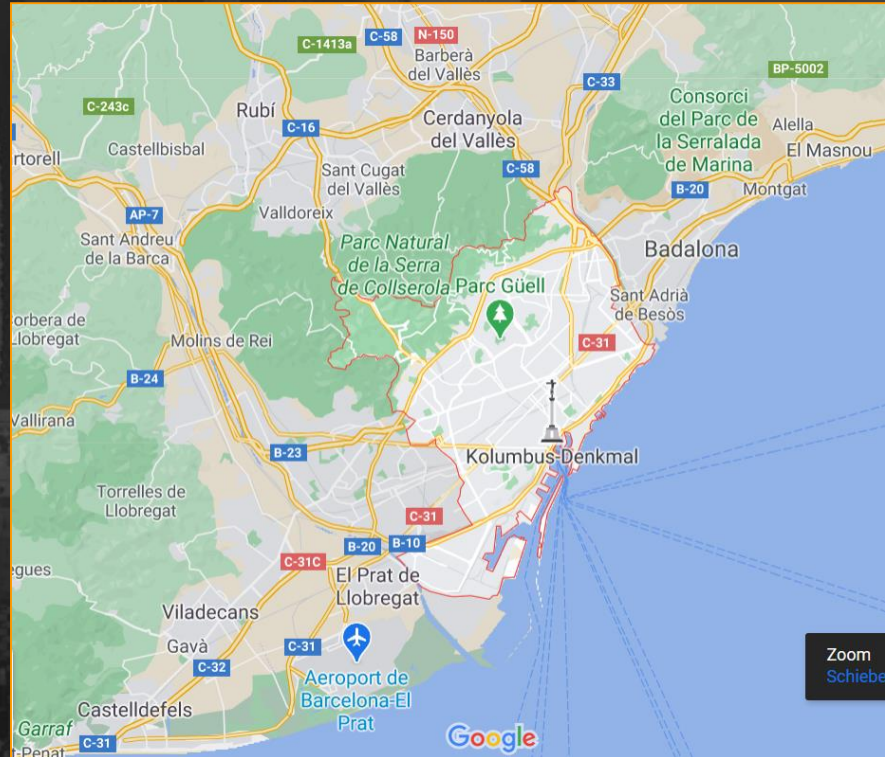 C-1413a
C-58
N-150
Barberà
del Vallès
BP-5002
C-33
C-243c
Rubí
Consorci
del Parc de
la Serralada
de Marina
Alella
C-16
Cerdanyola
del Vallès
El Masnou
rtorell
Castellbisbal
Sant Cugat
del Vallès
C-58
B-20
Montgat
AP-7
Valldoreix
Sant Andreu
de la Barca
Parc Natural
de la Serra
de Collserola
Parc Güell
Badalona
Sant Adrià
de Besòs
orbera de
Llobregat
Molins de Rei
C-31
B-24
Vallirana
B-23
Kolumbus-Denkmal
Torrelles de
Llobregat
C-31
B-20
B-10
C-31C
egues
El Prat de
Llobregat
Viladecans
Gavà
C-31
C-32
Aeroport de
Barcelona-El
Prat
Zoom
Schiebe
Castelldefels
Garraf
C-31
t-Penat
Google